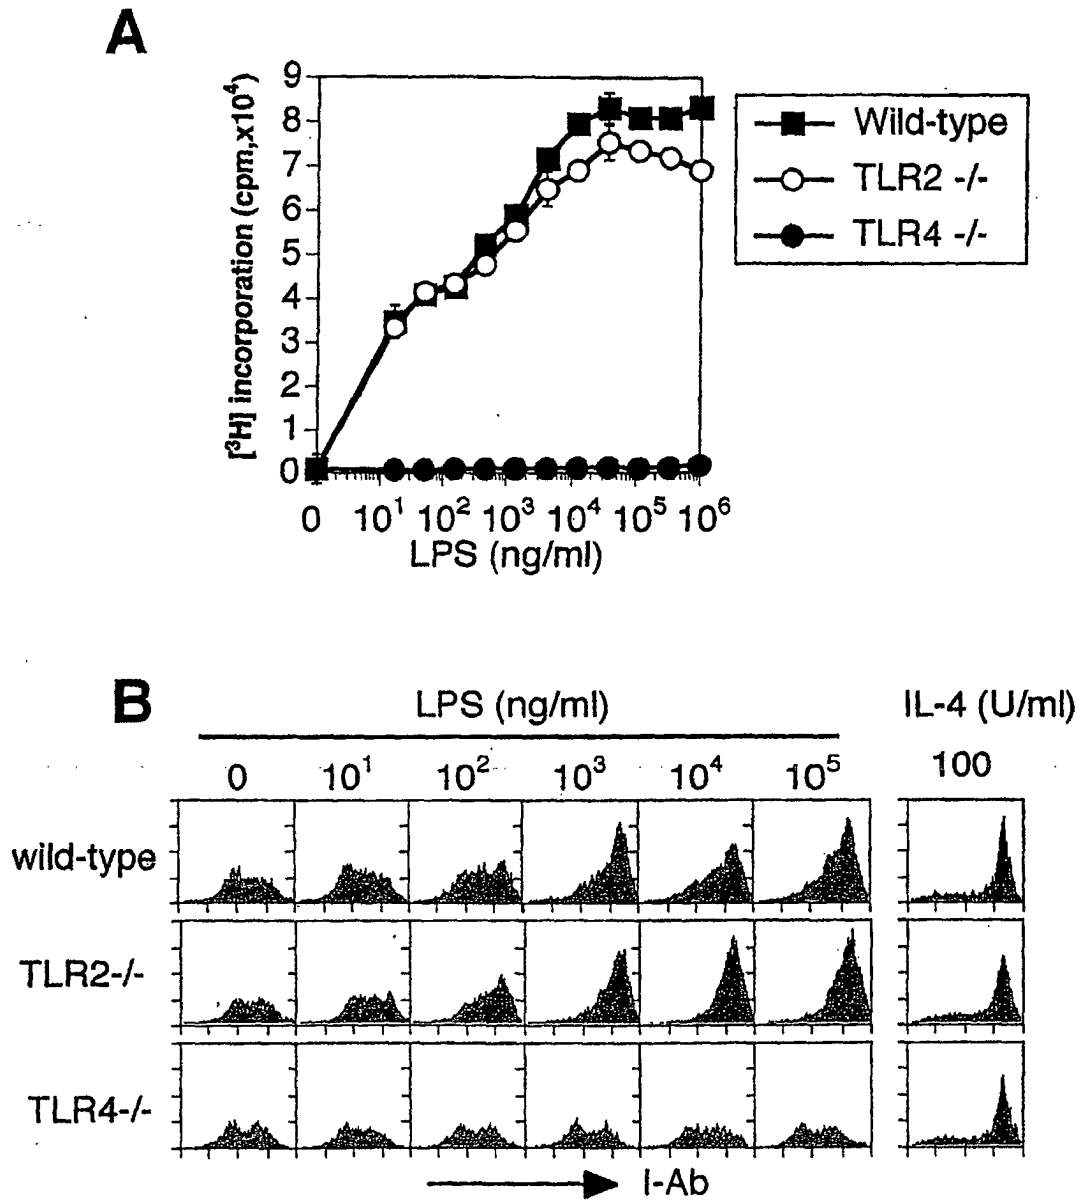 A
[³H] incorporation (cpm,x10⁴)
9
8
7
6
5
4
3
2
1
0
0 10¹ 10² 10³ 10⁴ 10⁵ 10⁶
LPS (ng/ml)
Wild-type
TLR2 -/-
TLR4 -/-
B
LPS (ng/ml) IL-4 (U/ml)
0 10¹ 10² 10³ 10⁴ 10⁵ 100
wild-type
TLR2-/-
TLR4-/-
I-Ab